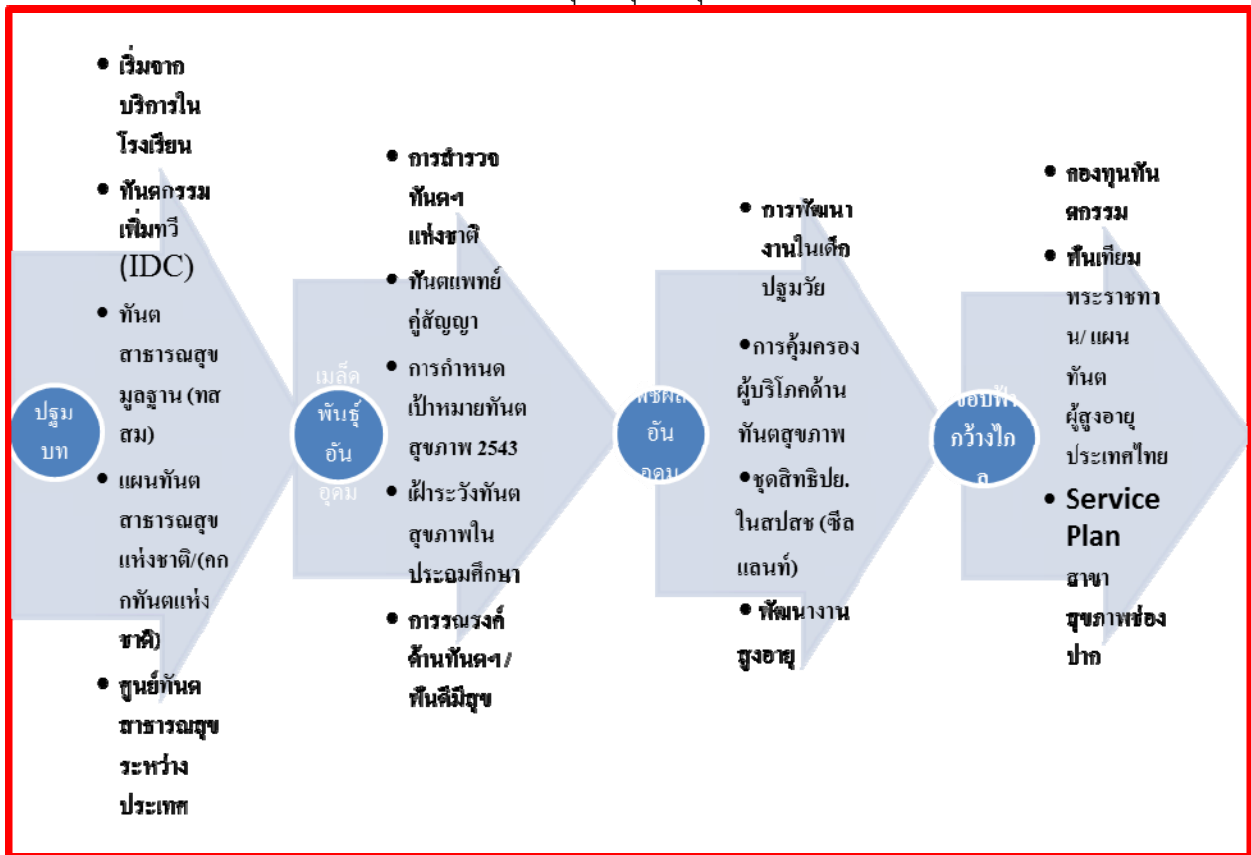 ปฐม
บท
• เริ่มจาก
บริการใน
โรงเรียน
• ทันตกรรม
เพิ่มทวี
(IDC)
• ทันต
สาธารณสุข
มูลฐาน (ทส
สม)
• แผนทันต
สาธารณสุข
แห่งชาติ/(คก
กทันตแห่ง
ชาติ)
• ศูนย์ทันต
สาธารณสุข
ระหว่าง
ประเทศ
เมล็ด
พันธุ์
อัน
อุดม
• การสำรวจ
ทันตฯ
แห่งชาติ
• ทันตแพทย์
คู่สัญญา
• การกำหนด
เป้าหมายทันต
สุขภาพ 2543
• เฝ้าระวังทันต
สุขภาพใน
ประถมศึกษา
• การรณรงค์
ด้านทันตฯ/
ฟันดีมีสุข
พืชผล
อัน
อุดม
• การพัฒนา
งานในเด็ก
ปฐมวัย
•การคุ้มครอง
ผู้บริโภคด้าน
ทันตสุขภาพ
•ชุดสิทธิปย.
ในสปสช (ซีล
แลนท์)
• พัฒนางาน
สูงอายุ
ขอบฟ้า
กว้างไก
ล
• กองทุนทัน
ตกรรม
• ฟันเทียม
พระราชทา
น/ แผน
ทันต
ผู้สูงอายุ
ประเทศไทย
• Service
Plan
สาขา
สุขภาพช่อง
ปาก